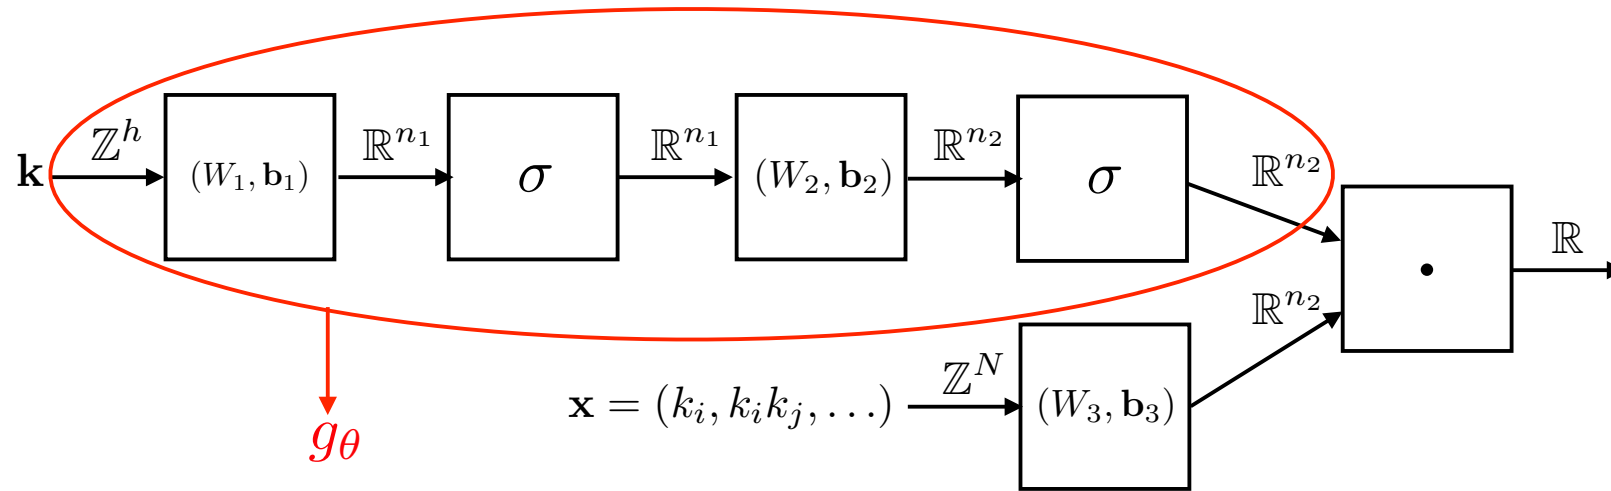 ℤ^h ℝ^{n_1} ℝ^{n_1} ℝ^{n_2} ℝ^{n_2}
𝐤 (W_1, 𝐛_1) σ (W_2, 𝐛_2) σ
ℝ
•
ℝ^{n_2}
ℤ^N
𝐱 = (k_i, k_i k_j, . . .) (W_3, 𝐛_3)
g_θ